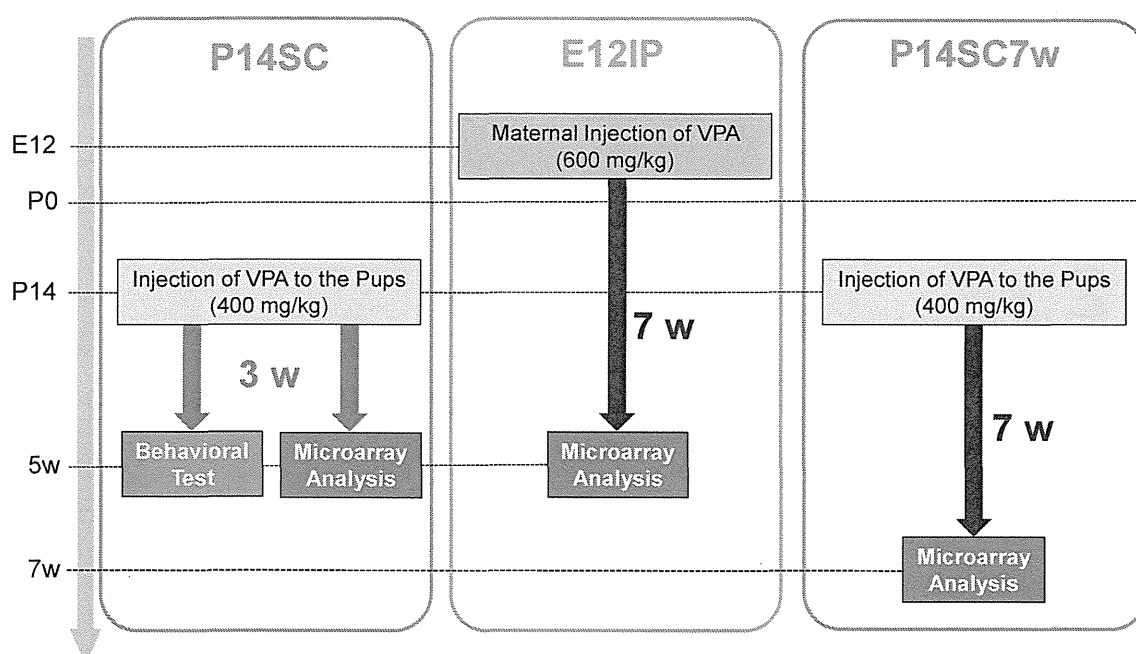 P14SC
E12IP
P14SC7w
E12
Maternal Injection of VPA
(600 mg/kg)
P0
P14
Injection of VPA to the Pups
(400 mg/kg)
Injection of VPA to the Pups
(400 mg/kg)
3 w
7 w
7 w
5w
Behavioral
Test
Microarray
Analysis
Microarray
Analysis
7w
Microarray
Analysis